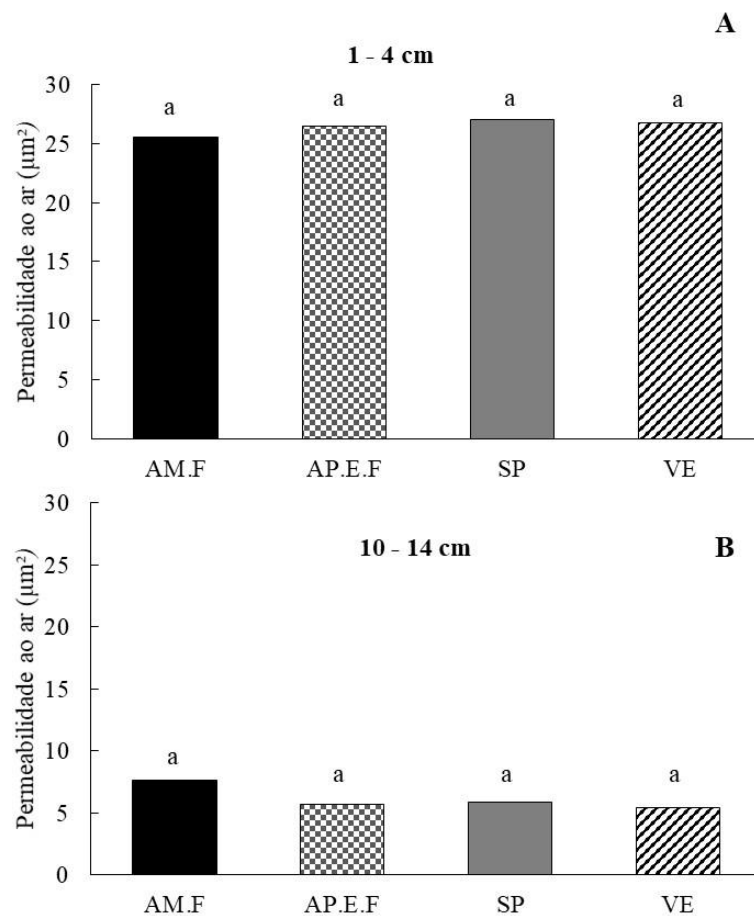 A
1 - 4 cm
Permeabilidade ao ar (µm²)
30
25
20
15
10
5
0
a a a a
AM.F AP.E.F SP VE
B
10 - 14 cm
Permeabilidade ao ar (µm²)
30
25
20
15
10
5
0
a a a a
AM.F AP.E.F SP VE